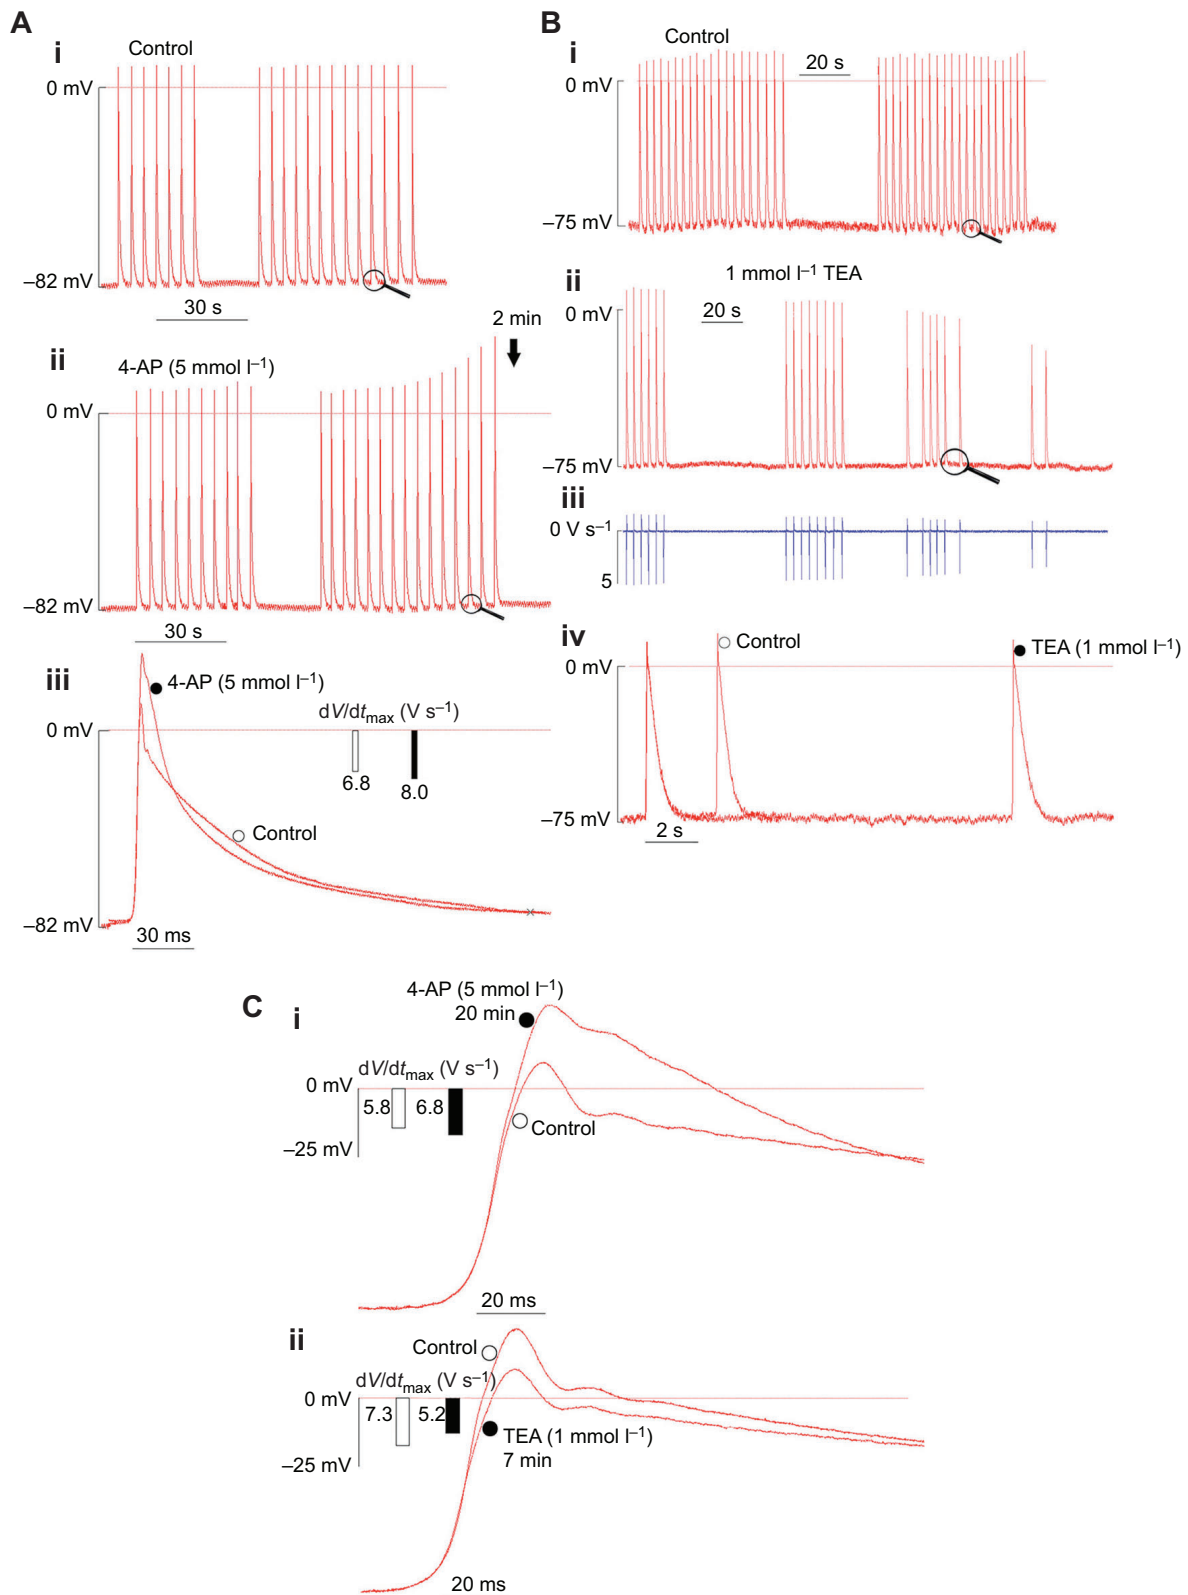 A
i
Control
0 mV
–82 mV
30 s
2 min
ii
4-AP (5 mmol l⁻¹)
0 mV
–82 mV
30 s
iii
4-AP (5 mmol l⁻¹)
dV/dtmax (V s⁻¹)
0 mV
6.8
8.0
Control
–82 mV
30 ms
B
i
Control
20 s
0 mV
–75 mV
ii
1 mmol l⁻¹ TEA
20 s
0 mV
–75 mV
iii
0 V s⁻¹
5
iv
Control
TEA (1 mmol l⁻¹)
0 mV
–75 mV
2 s
C
i
4-AP (5 mmol l⁻¹)
20 min
dV/dtmax (V s⁻¹)
0 mV
5.8
6.8
Control
–25 mV
20 ms
ii
Control
dV/dtmax (V s⁻¹)
0 mV
7.3
5.2
TEA (1 mmol l⁻¹)
7 min
–25 mV
20 ms